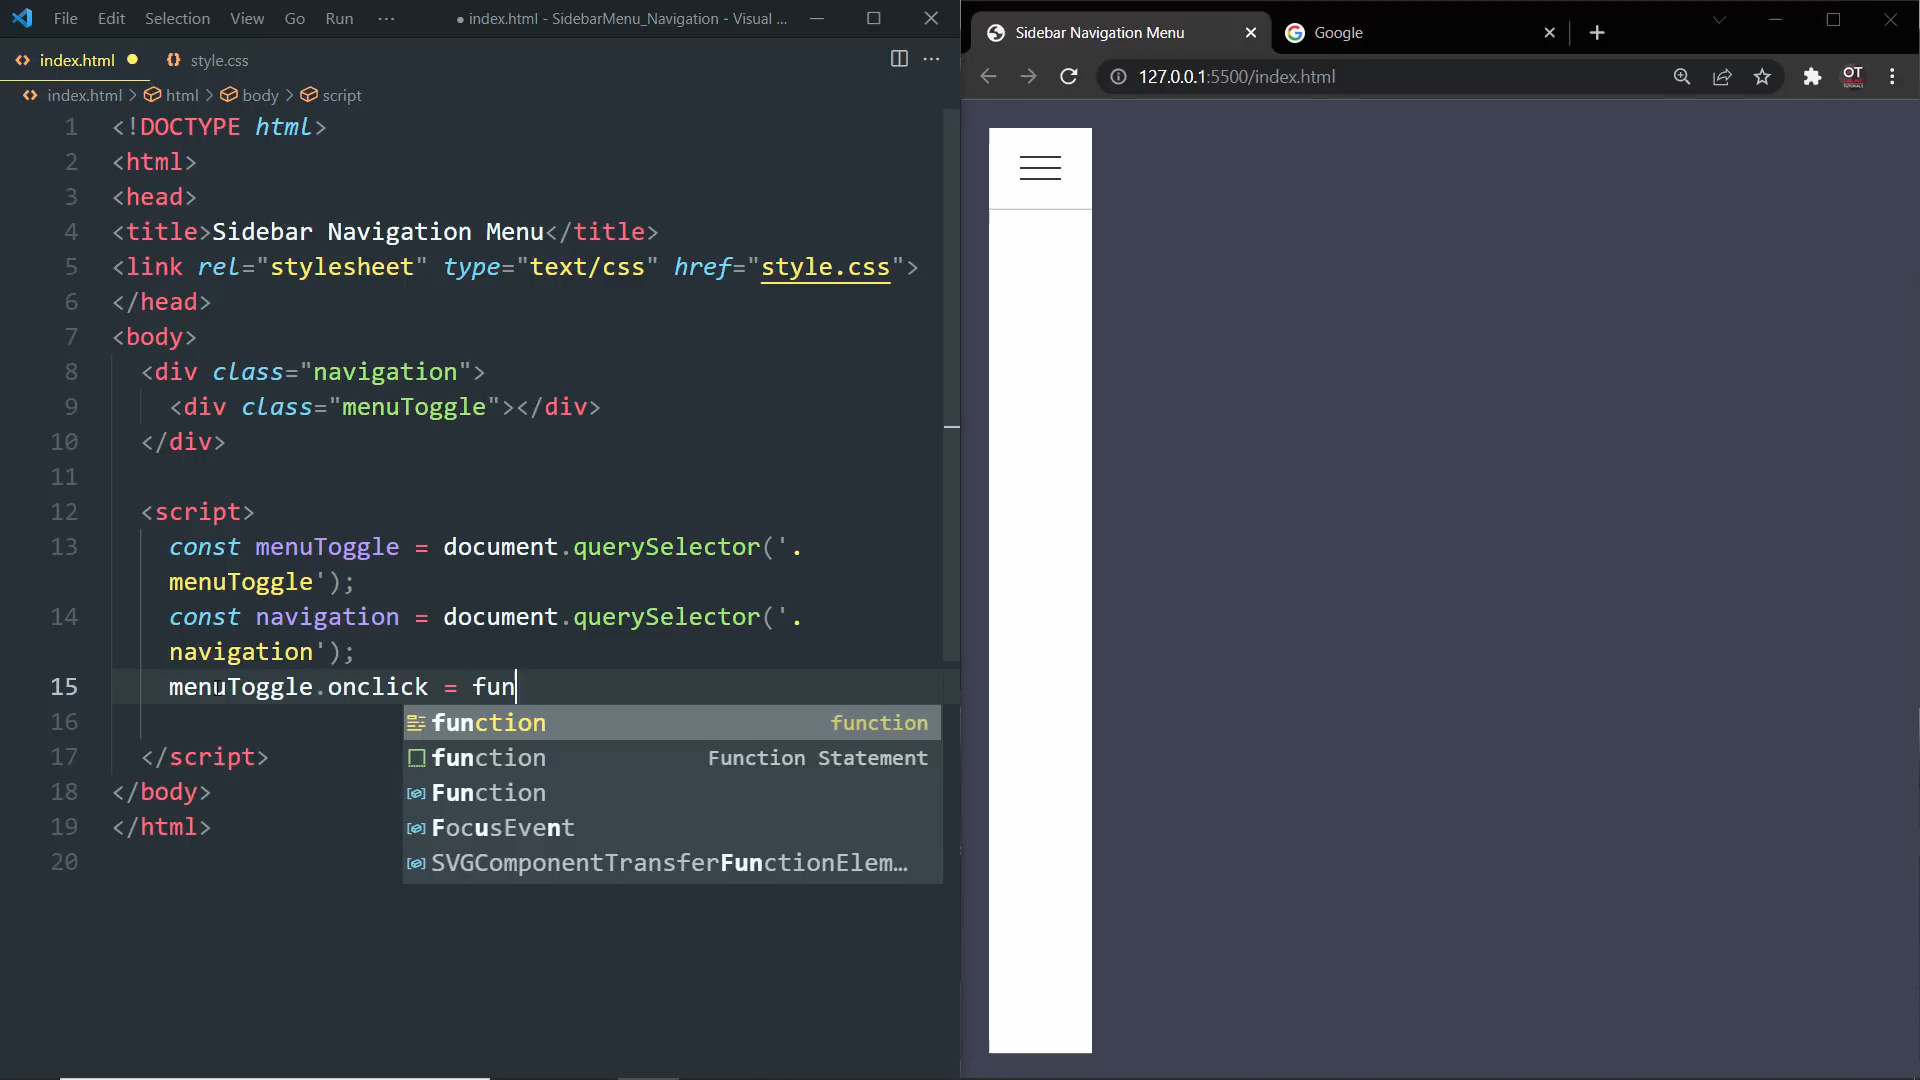 File Edit Selection View Go Run ··· ● index.html - SidebarMenu_Navigation - Visual ...
index.html ● style.css
index.html > html > body > script
1 <!DOCTYPE html>
2 <html>
3 <head>
4 <title>Sidebar Navigation Menu</title>
5 <link rel="stylesheet" type="text/css" href="style.css">
6 </head>
7 <body>
8 <div class="navigation">
9 <div class="menuToggle"></div>
10 </div>
11
12 <script>
13 const menuToggle = document.querySelector('.
menuToggle');
14 const navigation = document.querySelector('.
navigation');
15 menuToggle.onclick = fun
function function
function Function Statement
Function
FocusEvent
SVGComponentTransferFunctionElem…
16
17 </script>
18 </body>
19 </html>
20
Sidebar Navigation Menu
Google
127.0.0.1:5500/index.html
OT